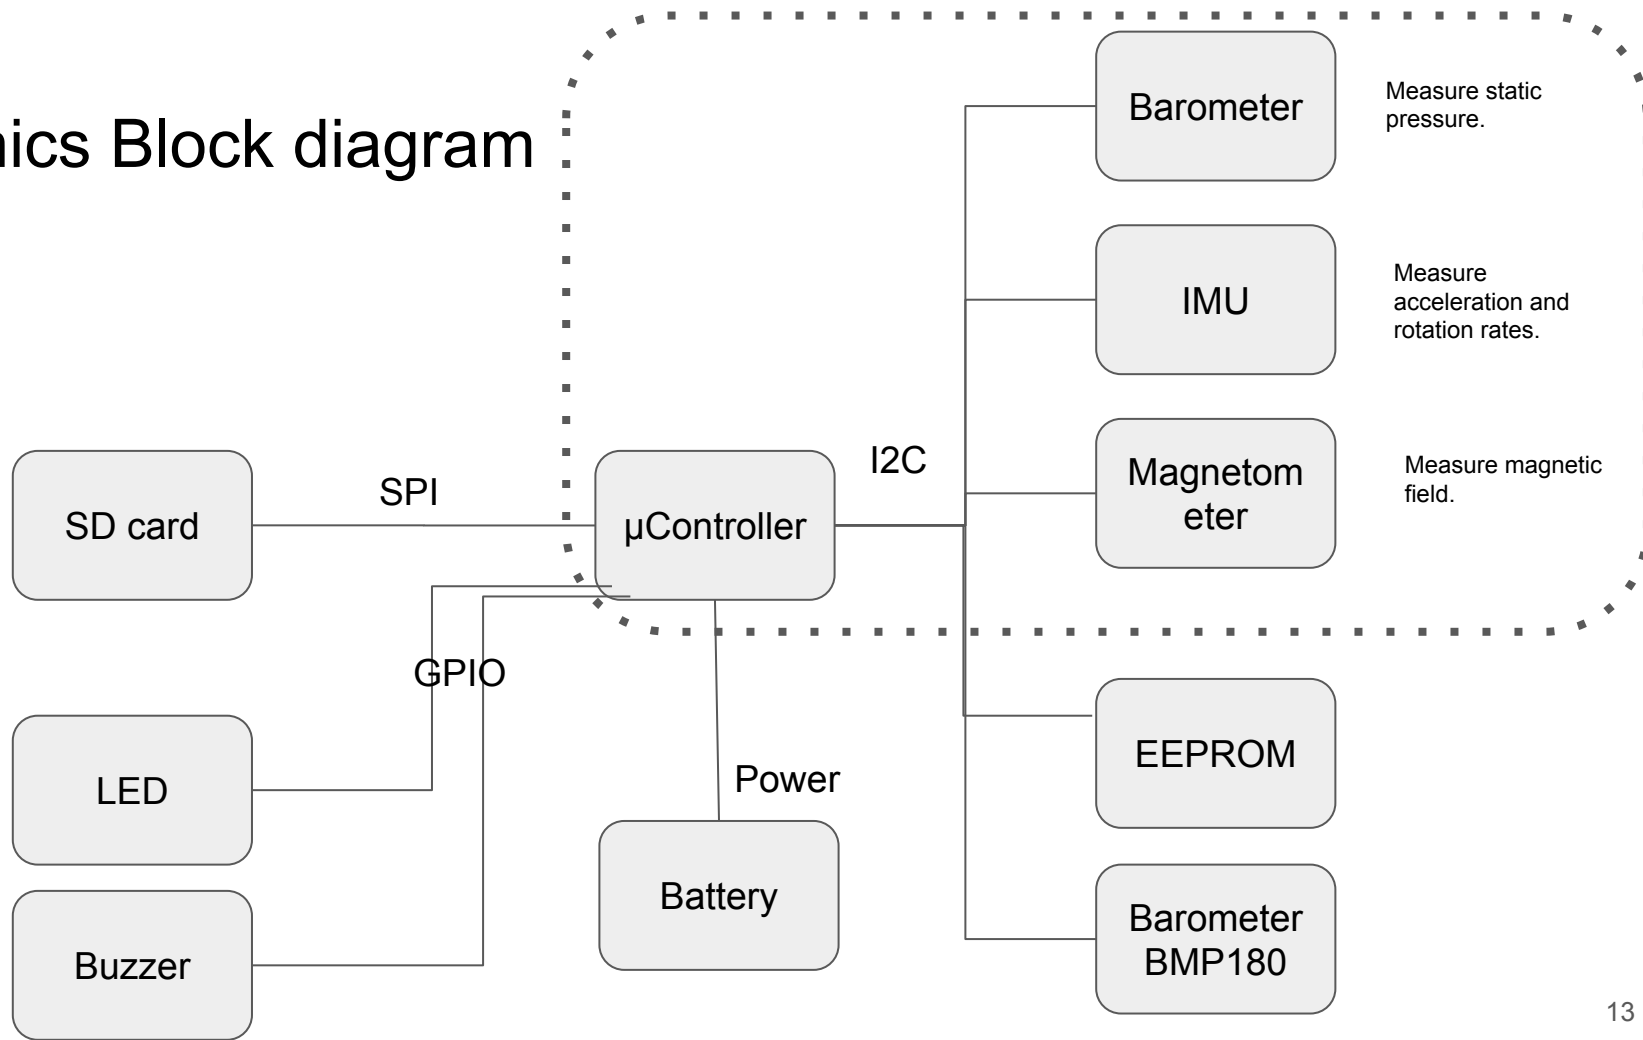 nics Block diagram
Barometer
Measure static
pressure.
IMU
Measure
acceleration and
rotation rates.
I2C
Magnetom
eter
Measure magnetic
field.
SPI
SD card
µController
GPIO
LED
Power
EEPROM
Battery
Buzzer
Barometer
BMP180
13